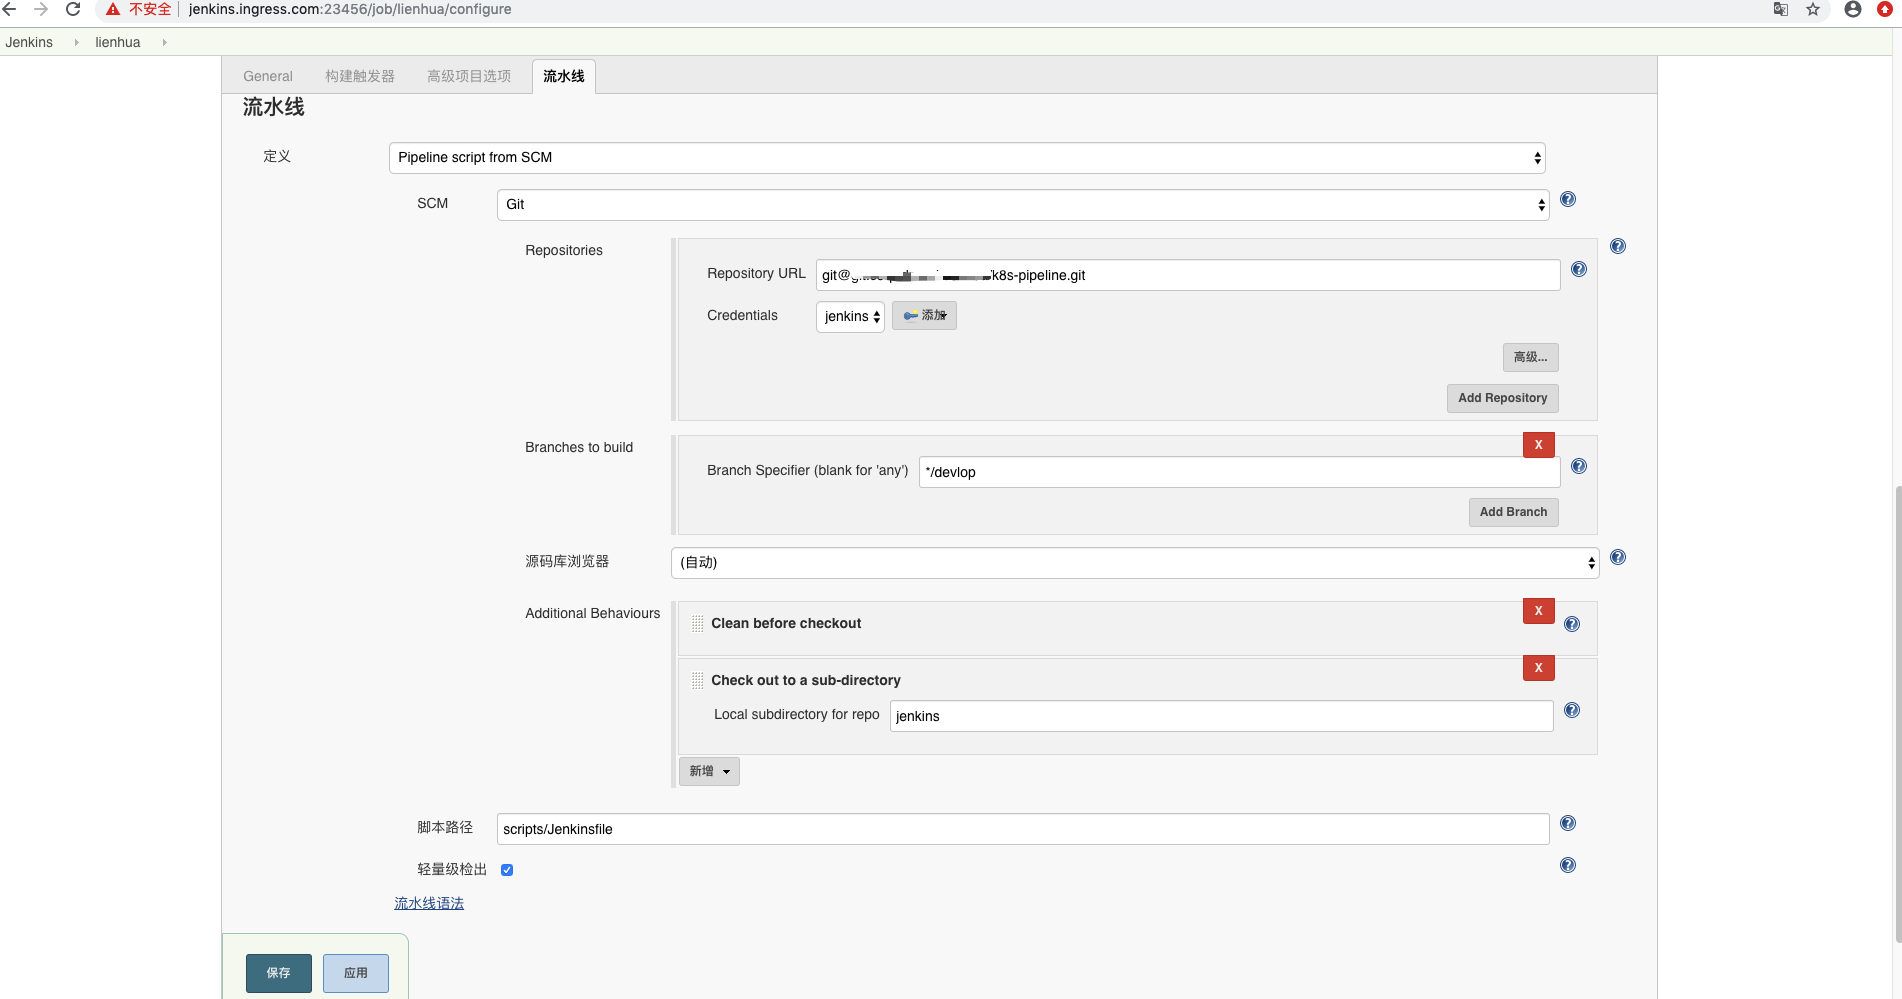 不安全 jenkins.ingress.com:23456/job/lienhua/configure
Jenkins lienhua
General 构建触发器 高级项目选项 流水线
流水线
定义 Pipeline script from SCM
SCM Git
Repositories
Repository URL git@ k8s-pipeline.git
Credentials jenkins 添加
高级...
Add Repository
Branches to build
X
Branch Specifier (blank for 'any') */devlop
Add Branch
源码库浏览器 (自动)
Additional Behaviours
X
Clean before checkout
X
Check out to a sub-directory
Local subdirectory for repo jenkins
新增
脚本路径 scripts/Jenkinsfile
轻量级检出
流水线语法
保存 应用